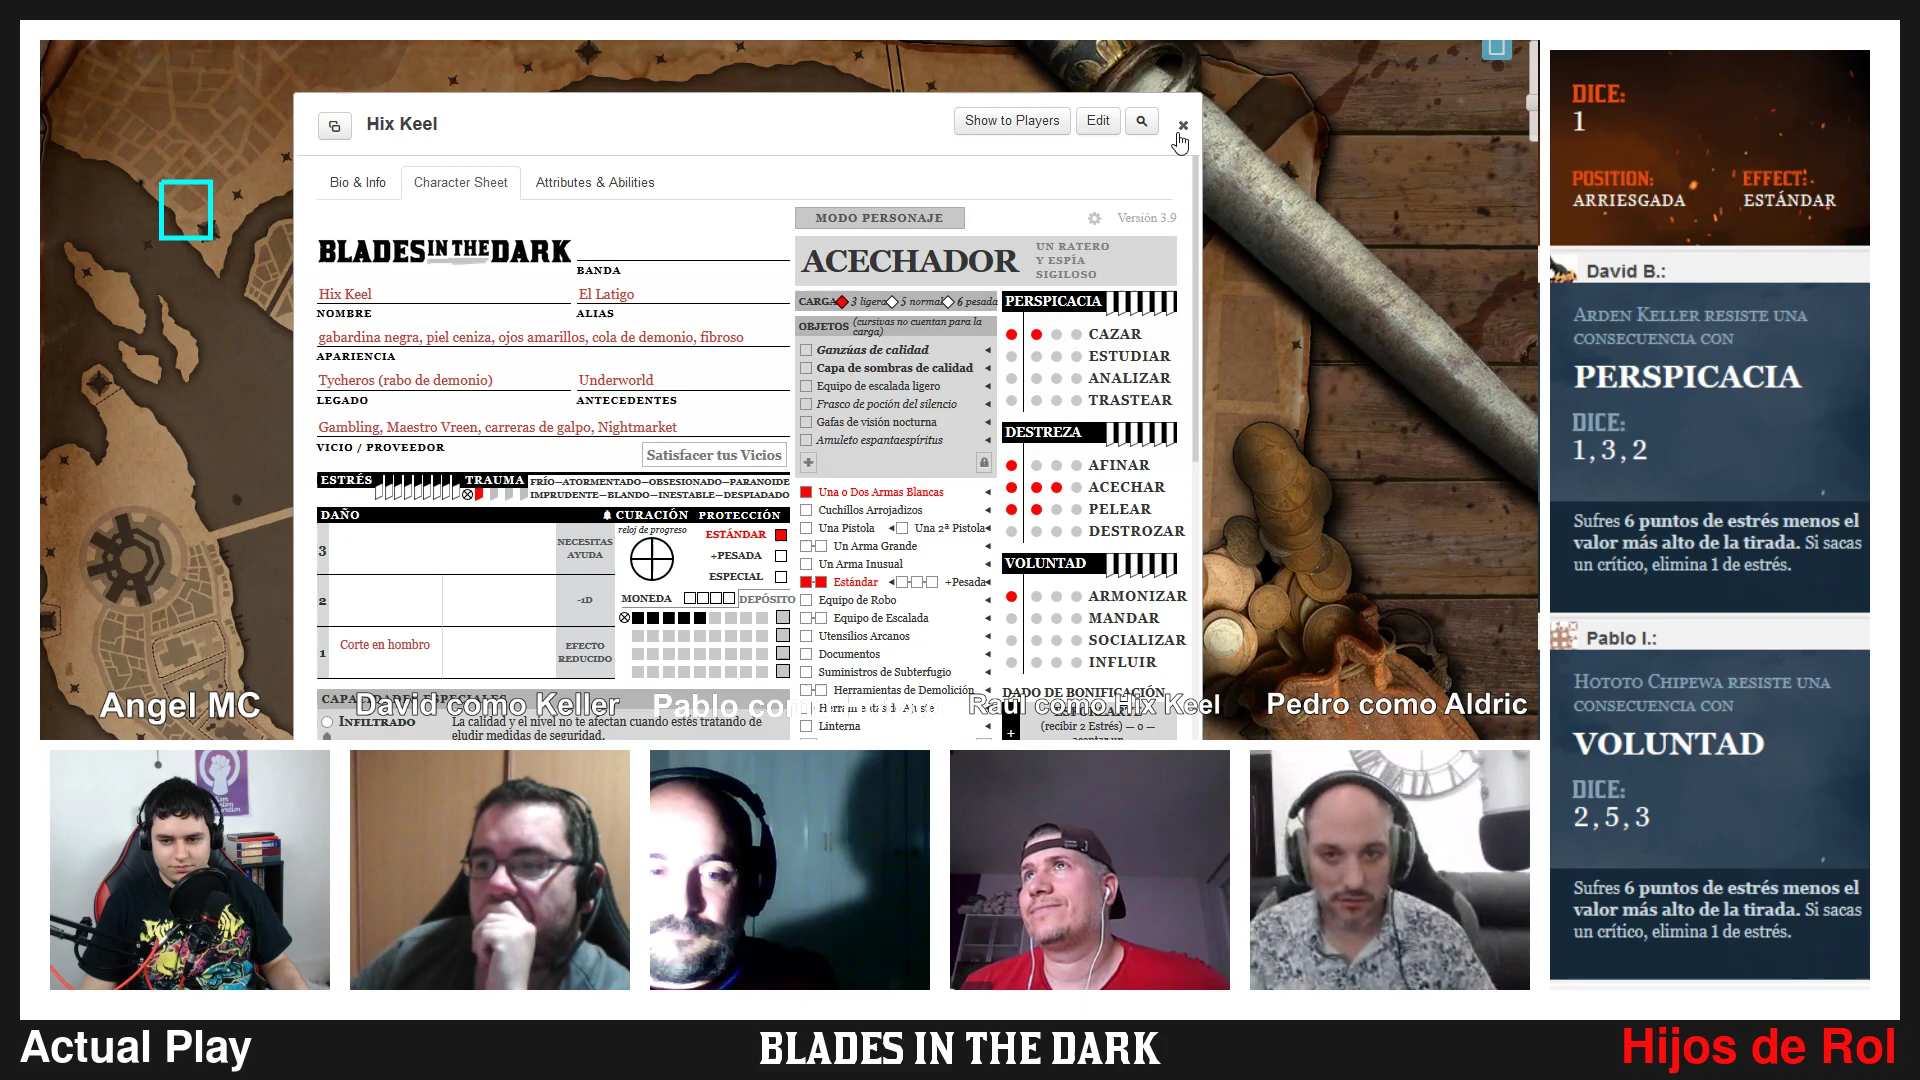 Hix Keel
Show to Players
Edit
Bio & Info
Character Sheet
Attributes & Abilities
MODO PERSONAJE
Versión 3.9
BLADES IN THE DARK
BANDA
Hix Keel
El Latigo
NOMBRE
ALIAS
gabardina negra, piel ceniza, ojos amarillos, cola de demonio, fibroso
APARIENCIA
Tycheros (rabo de demonio)
Underworld
LEGADO
ANTECEDENTES
Gambling, Maestro Vreen, carreras de galpo, Nightmarket
VICIO / PROVEEDOR
Satisfacer tus Vicios
ESTRÉS
TRAUMA
FRÍO—ATORMENTADO—OBSESIONADO—PARANOIDE
IMPRUDENTE—BLANDO—INESTABLE—DESPIADADO
DAÑO
CURACIÓN
PROTECCIÓN
reloj de progreso
3
NECESITAS
AYUDA
ESTÁNDAR
+PESADA
ESPECIAL
2
-1D
MONEDA
DEPÓSITO
1
Corte en hombro
EFECTO
REDUCIDO
INFILTRADO
La calidad y el nivel no te afectan cuando estés tratando de
eludir medidas de seguridad.
ACECHADOR
UN RATERO
Y ESPÍA
SIGILOSO
CARGA
3 ligera
5 normal
6 pesada
OBJETOS
(cursivas no cuentan para la
carga)
Ganzúas de calidad
Capa de sombras de calidad
Equipo de escalada ligero
Frasco de poción del silencio
Gafas de visión nocturna
Amuleto espantaespíritus
+
Una o Dos Armas Blancas
Cuchillos Arrojadizos
Una Pistola
Una 2ª Pistola
Un Arma Grande
Un Arma Inusual
Estándar
+Pesada
Equipo de Robo
Equipo de Escalada
Utensilios Arcanos
Documentos
Suministros de Subterfugio
Herramientas de Demolición
Linterna
PERSPICACIA
CAZAR
ESTUDIAR
ANALIZAR
TRASTEAR
DESTREZA
AFINAR
ACECHAR
PELEAR
DESTROZAR
VOLUNTAD
ARMONIZAR
MANDAR
SOCIALIZAR
INFLUIR
DADO DE BONIFICACIÓN
+
(recibir 2 Estrés) — o —
Angel MC
David como Keller
Pablo como
Raúl como Hix Keel
Pedro como Aldric
DICE:
1
POSITION:
ARRIESGADA
EFFECT:
ESTÁNDAR
David B.:
ARDEN KELLER RESISTE UNA
CONSECUENCIA CON
PERSPICACIA
DICE:
1, 3, 2
Sufres 6 puntos de estrés menos el
valor más alto de la tirada. Si sacas
un crítico, elimina 1 de estrés.
Pablo I.:
HOTOTO CHIPEWA RESISTE UNA
CONSECUENCIA CON
VOLUNTAD
DICE:
2, 5, 3
Sufres 6 puntos de estrés menos el
valor más alto de la tirada. Si sacas
un crítico, elimina 1 de estrés.
Actual Play
BLADES IN THE DARK
Hijos de Rol